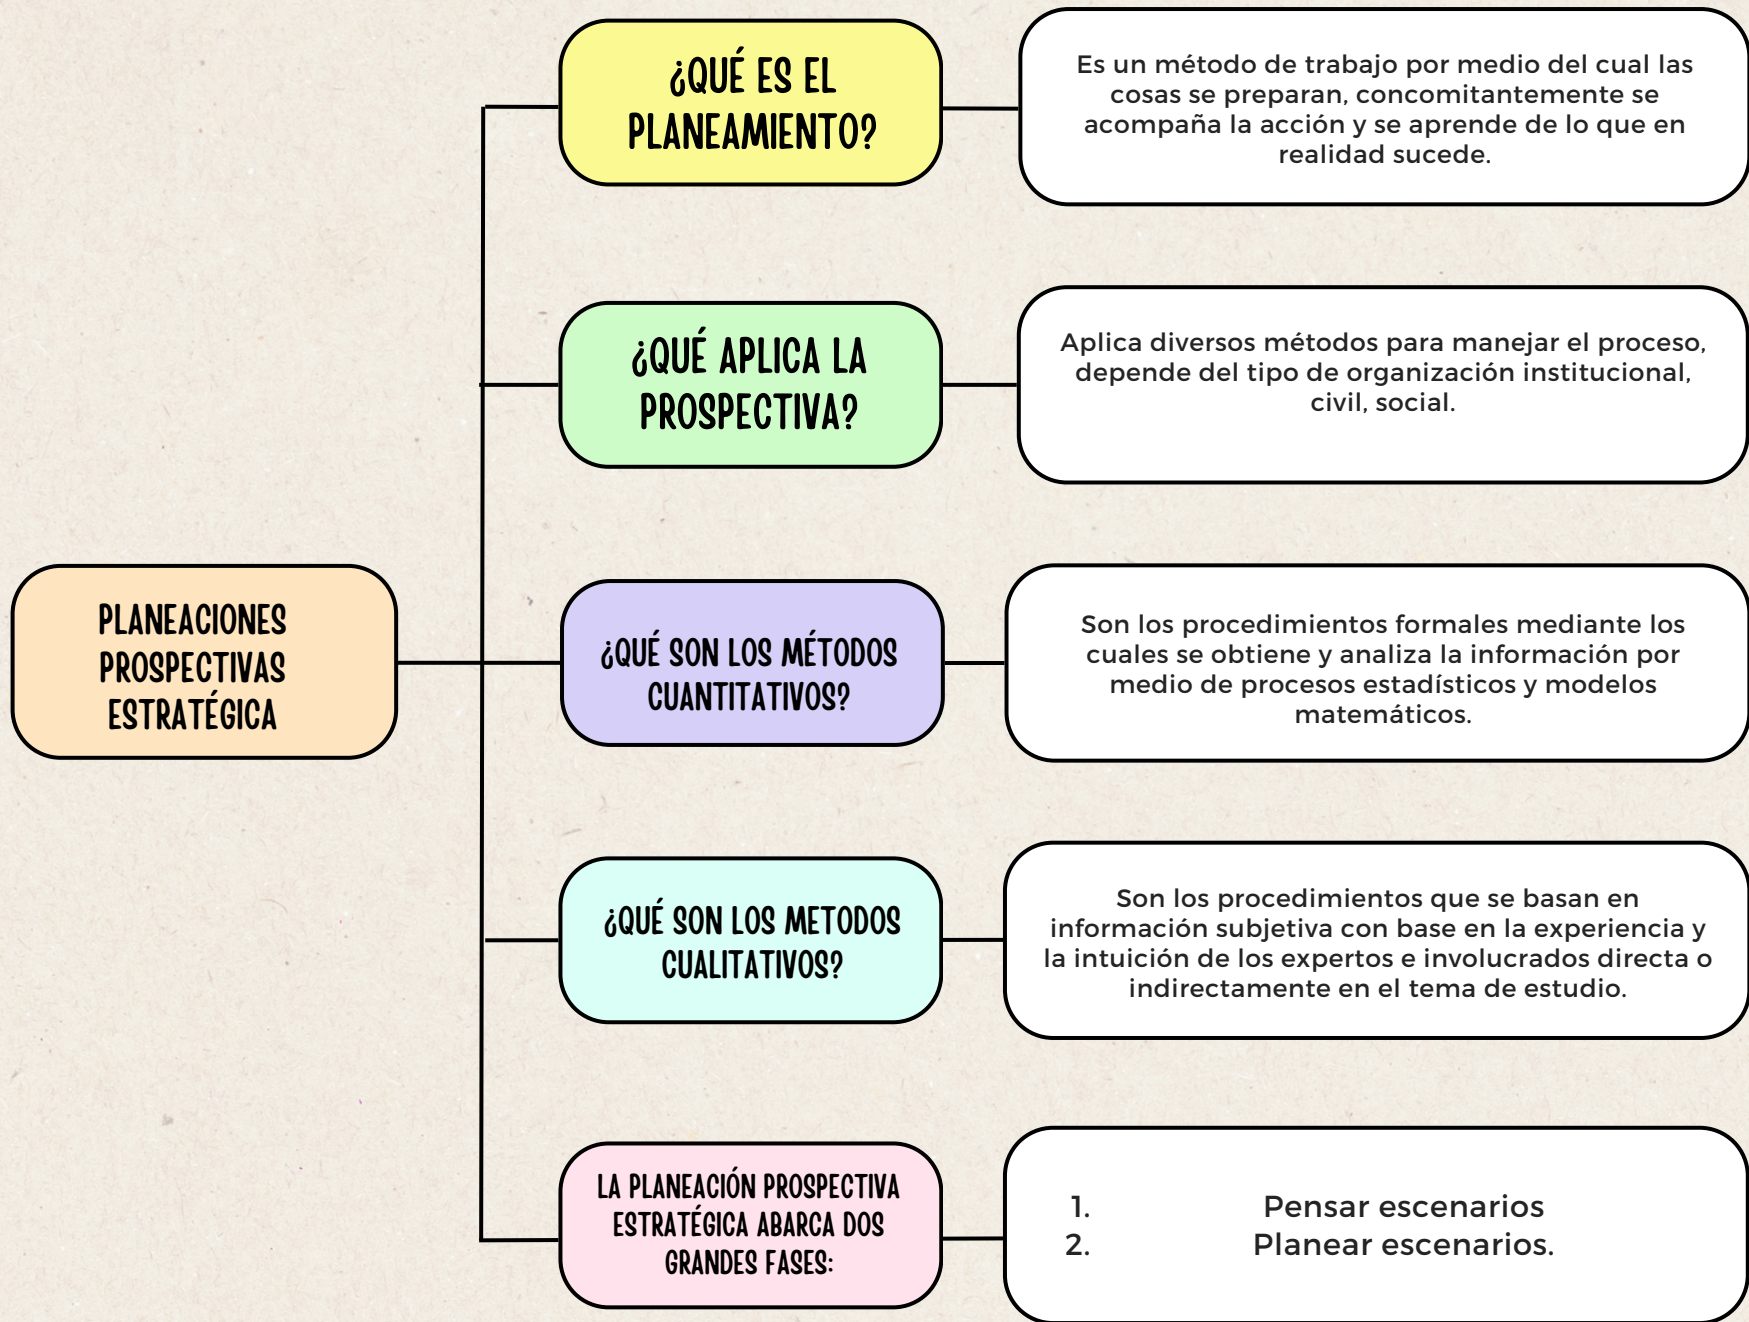 ¿QUÉ ES EL
PLANEAMIENTO?
Es un método de trabajo por medio del cual las
cosas se preparan, concomitantemente se
acompaña la acción y se aprende de lo que en
realidad sucede.
¿QUÉ APLICA LA
PROSPECTIVA?
Aplica diversos métodos para manejar el proceso,
depende del tipo de organización institucional,
civil, social.
PLANEACIONES
PROSPECTIVAS
ESTRATÉGICA
¿QUÉ SON LOS MÉTODOS
CUANTITATIVOS?
Son los procedimientos formales mediante los
cuales se obtiene y analiza la información por
medio de procesos estadísticos y modelos
matemáticos.
¿QUÉ SON LOS METODOS
CUALITATIVOS?
Son los procedimientos que se basan en
información subjetiva con base en la experiencia y
la intuición de los expertos e involucrados directa o
indirectamente en el tema de estudio.
LA PLANEACIÓN PROSPECTIVA
ESTRATÉGICA ABARCA DOS
GRANDES FASES:
1. Pensar escenarios
2. Planear escenarios.